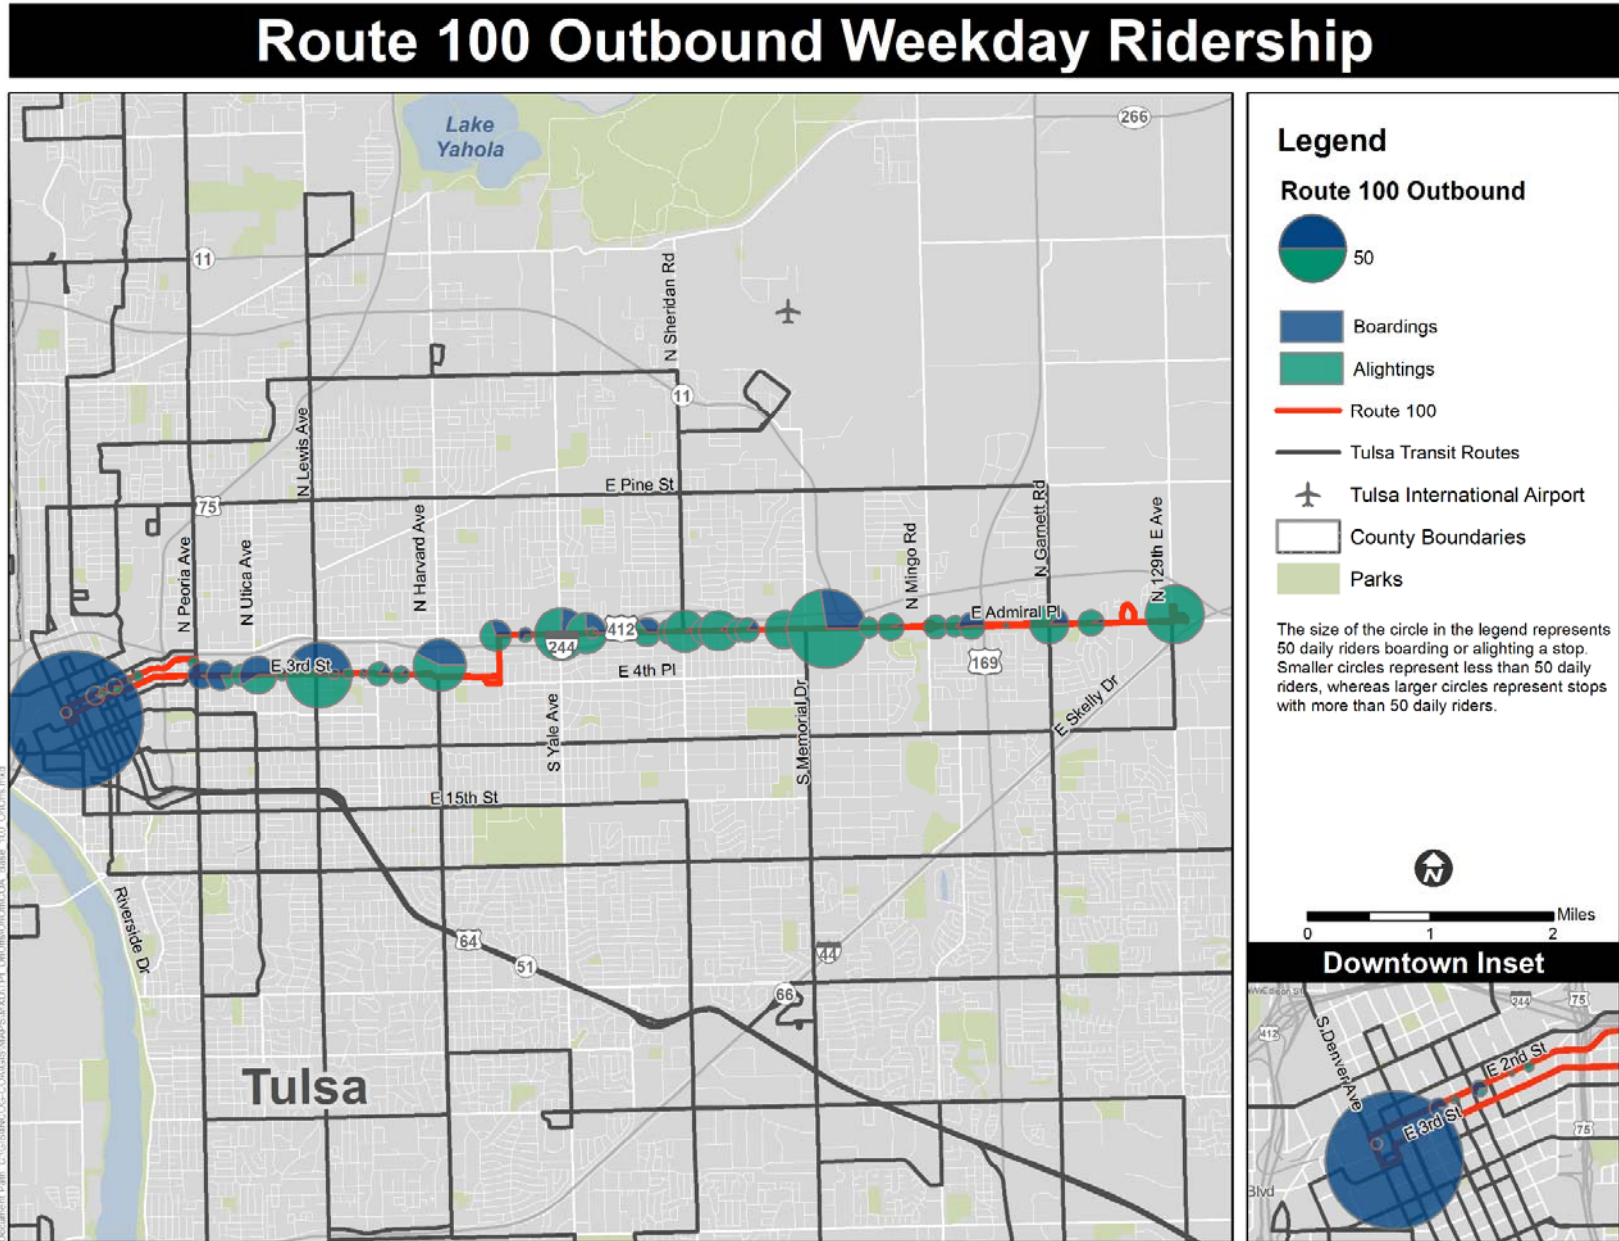 Route 100 Outbound Weekday Ridership
Lake
Yahola
266
11
N Sheridan Rd
11
N Lewis Ave
E Pine St
75
N Peoria Ave
N Utica Ave
N Harvard Ave
N Mingo Rd
N Garnett Rd
N 129th E Ave
E Admiral Pl
412
244
E 3rd St
E 4th Pl
169
S Yale Ave
S Memorial Dr
E Skelly Dr
E 15th St
Riverside Dr
64
51
44
66
Tulsa
Legend
Route 100 Outbound
50
Boardings
Alightings
Route 100
Tulsa Transit Routes
Tulsa International Airport
County Boundaries
Parks
The size of the circle in the legend represents
50 daily riders boarding or alighting a stop.
Smaller circles represent less than 50 daily
riders, whereas larger circles represent stops
with more than 50 daily riders.
N
Miles
0 1 2
Downtown Inset
244
75
412
S Denver Ave
E 2nd St
E 3rd St
75
Blvd